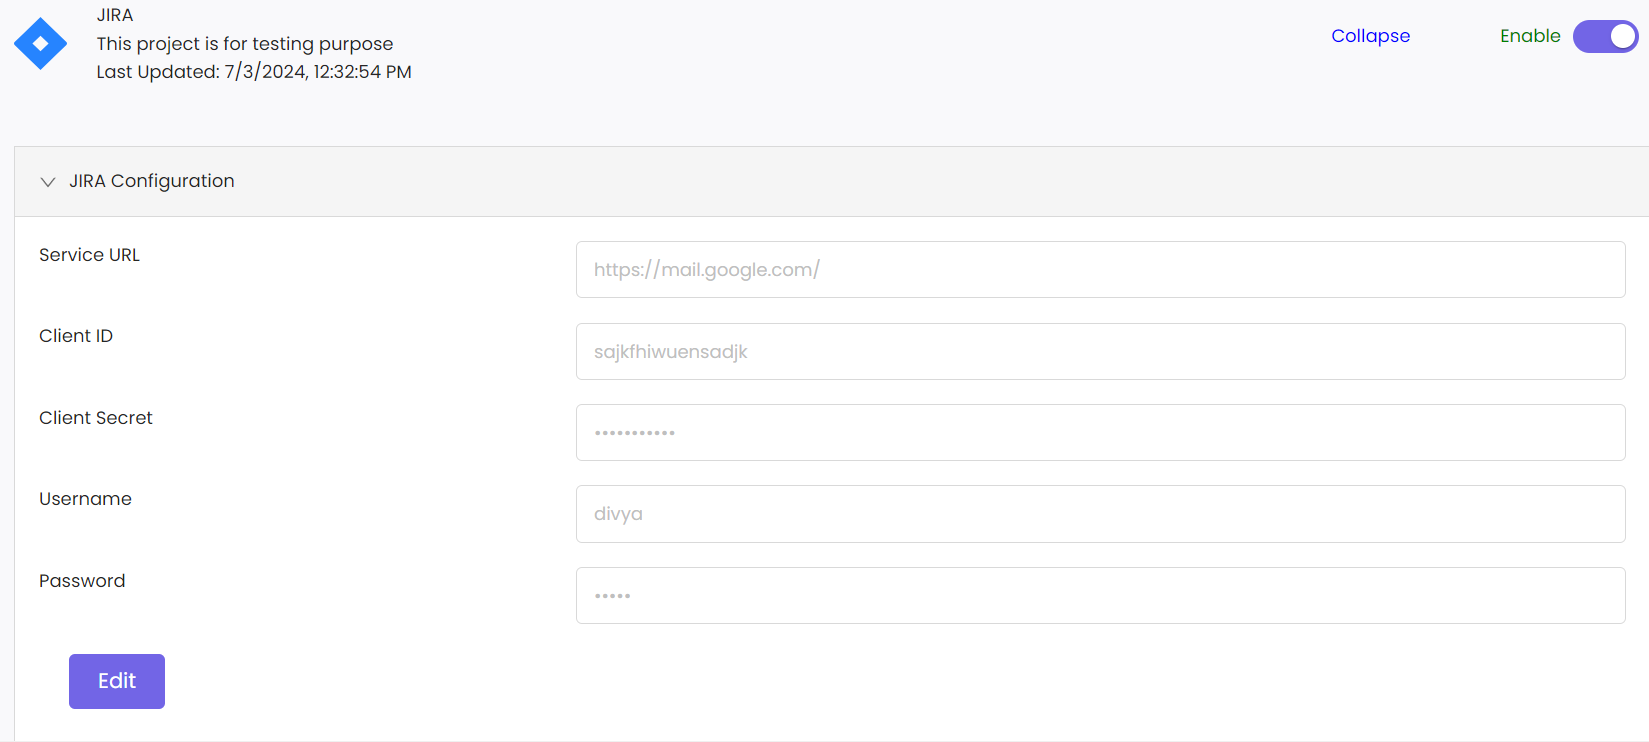 JIRA
This project is for testing purpose
Last Updated: 7/3/2024, 12:32:54 PM
Collapse
Enable
JIRA Configuration
Service URL
https://mail.google.com/
Client ID
sajkfhiwuensadjk
Client Secret
•••••••••••
Username
divya
Password
•••••
Edit